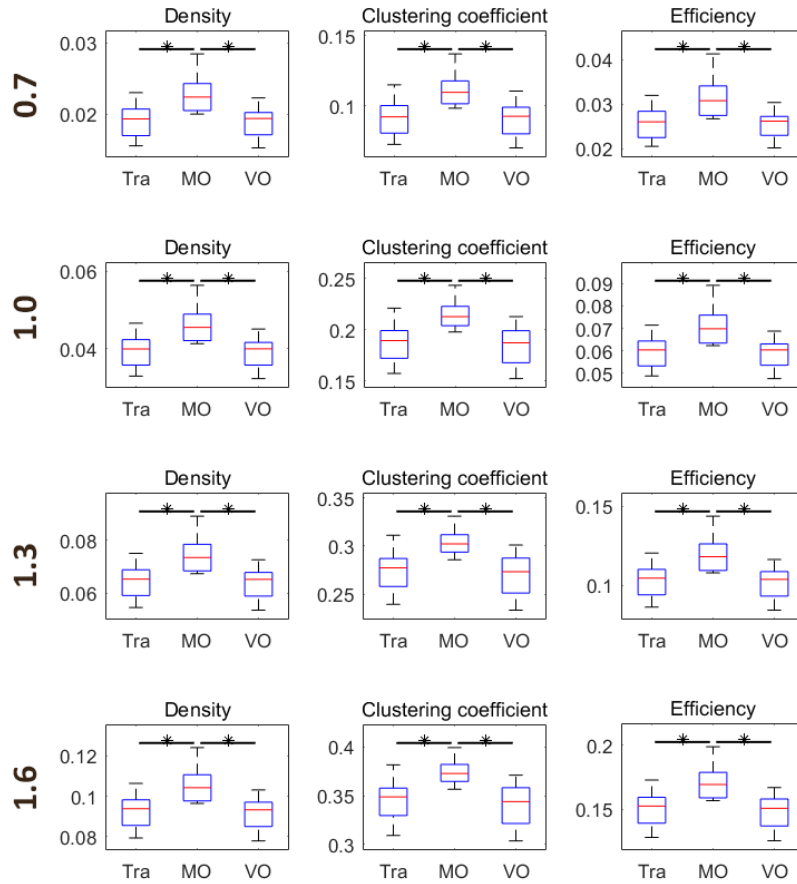 Density Clustering coefficient Efficiency
0.7
0.03 0.15 0.04
0.02 0.1 0.03
0.02
Tra MO VO Tra MO VO Tra MO VO
Density Clustering coefficient Efficiency
1.0
0.06 0.25 0.09
0.04 0.2 0.08
0.15 0.07
0.06
0.05
Tra MO VO Tra MO VO Tra MO VO
Density Clustering coefficient Efficiency
1.3
0.08 0.35 0.15
0.06 0.3 0.1
0.25
Tra MO VO Tra MO VO Tra MO VO
Density Clustering coefficient Efficiency
1.6
0.12 0.4 0.2
0.1 0.35 0.15
0.08 0.3
Tra MO VO Tra MO VO Tra MO VO